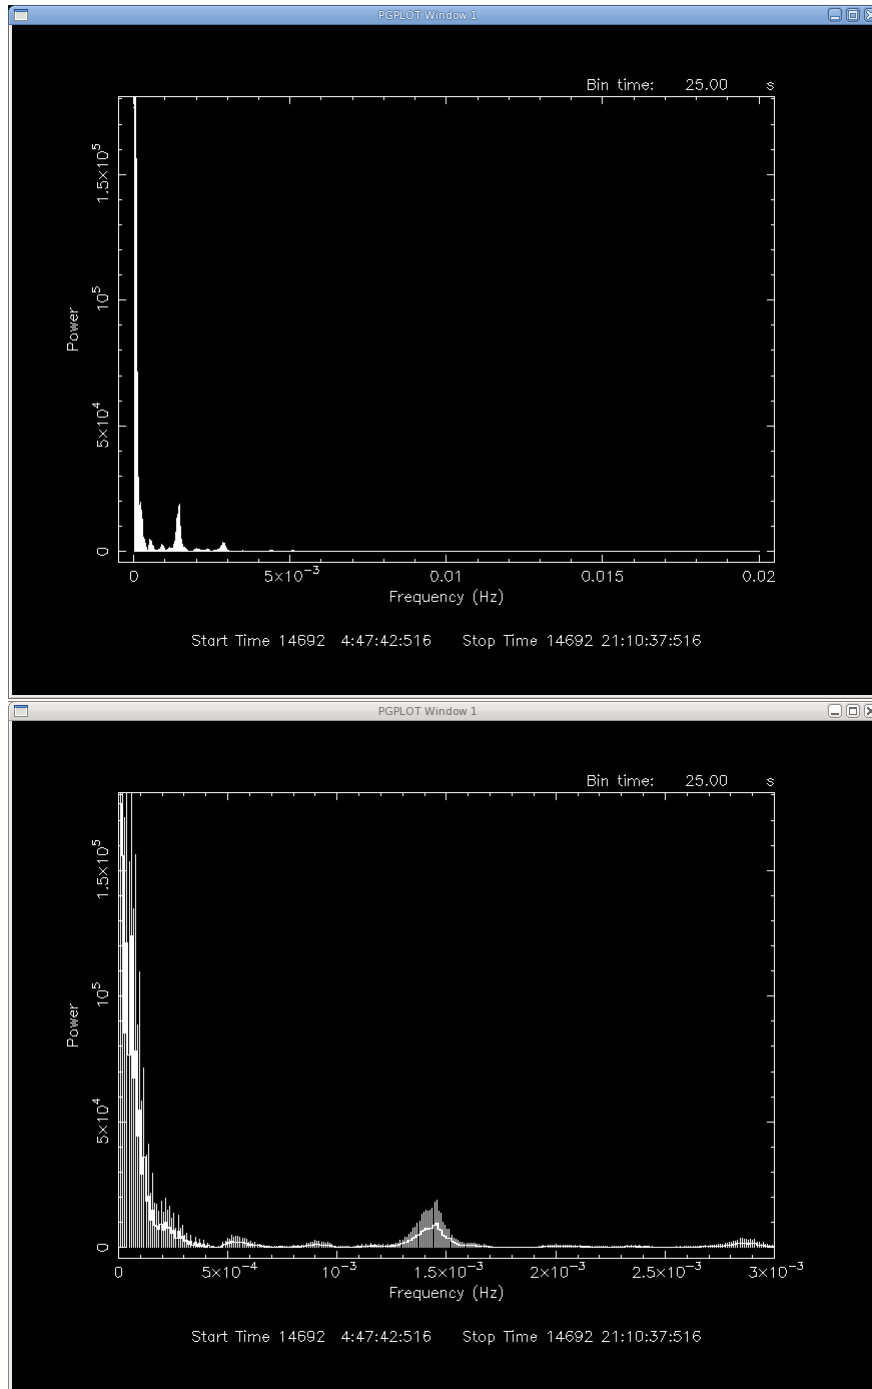 PGPLOT Window 1
Bin time: 25.00 s
1.5×10⁵
10⁵
5×10⁴
0
Power
0 5×10⁻³ 0.01 0.015 0.02
Frequency (Hz)
Start Time 14692 4:47:42:516 Stop Time 14692 21:10:37:516
PGPLOT Window 1
Bin time: 25.00 s
1.5×10⁵
10⁵
5×10⁴
0
Power
0 5×10⁻⁴ 10⁻³ 1.5×10⁻³ 2×10⁻³ 2.5×10⁻³ 3×10⁻³
Frequency (Hz)
Start Time 14692 4:47:42:516 Stop Time 14692 21:10:37:516